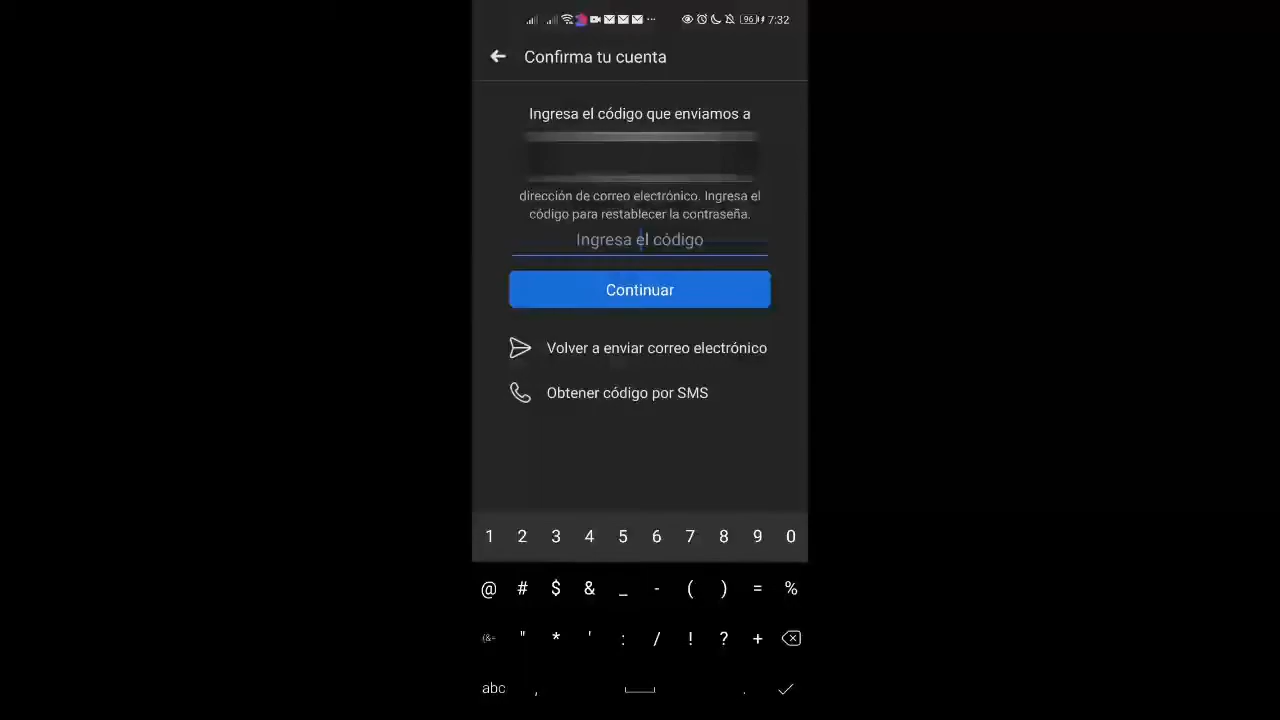 96 7:32
Confirma tu cuenta
Ingresa el código que enviamos a
dirección de correo electrónico. Ingresa el
código para restablecer la contraseña.
Ingresa el código
Continuar
Volver a enviar correo electrónico
Obtener código por SMS
1 2 3 4 5 6 7 8 9 0
@ # $ & _ - ( ) = %
" * ' : / ! ? +
abc , .